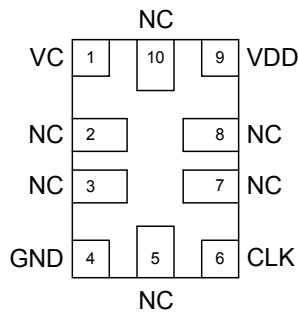 NC
VC 1 10 9 VDD
NC 2 8 NC
NC 3 7 NC
GND 4 5 6 CLK
NC